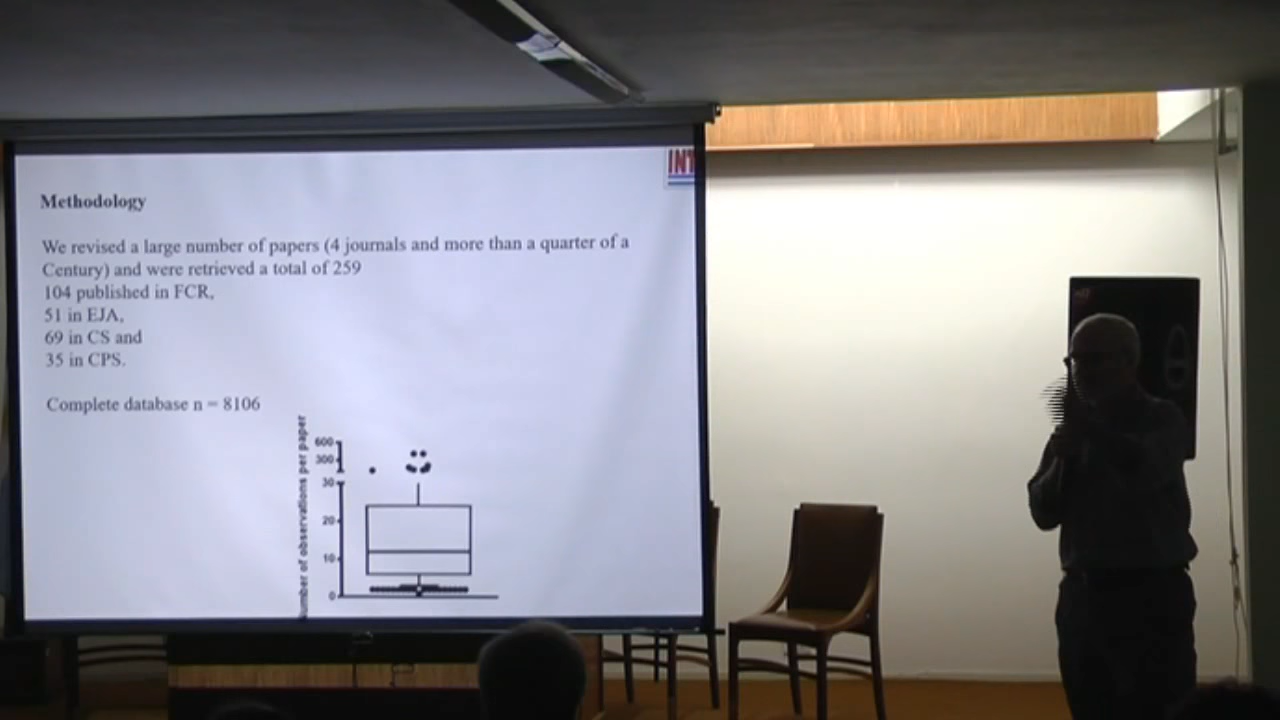 INT
Methodology
We revised a large number of papers (4 journals and more than a quarter of a
Century) and were retrieved a total of 259
104 published in FCR,
51 in EJA,
69 in CS and
35 in CPS.
Complete database n = 8106
Number of observations per paper
600
300
30
20
10
0